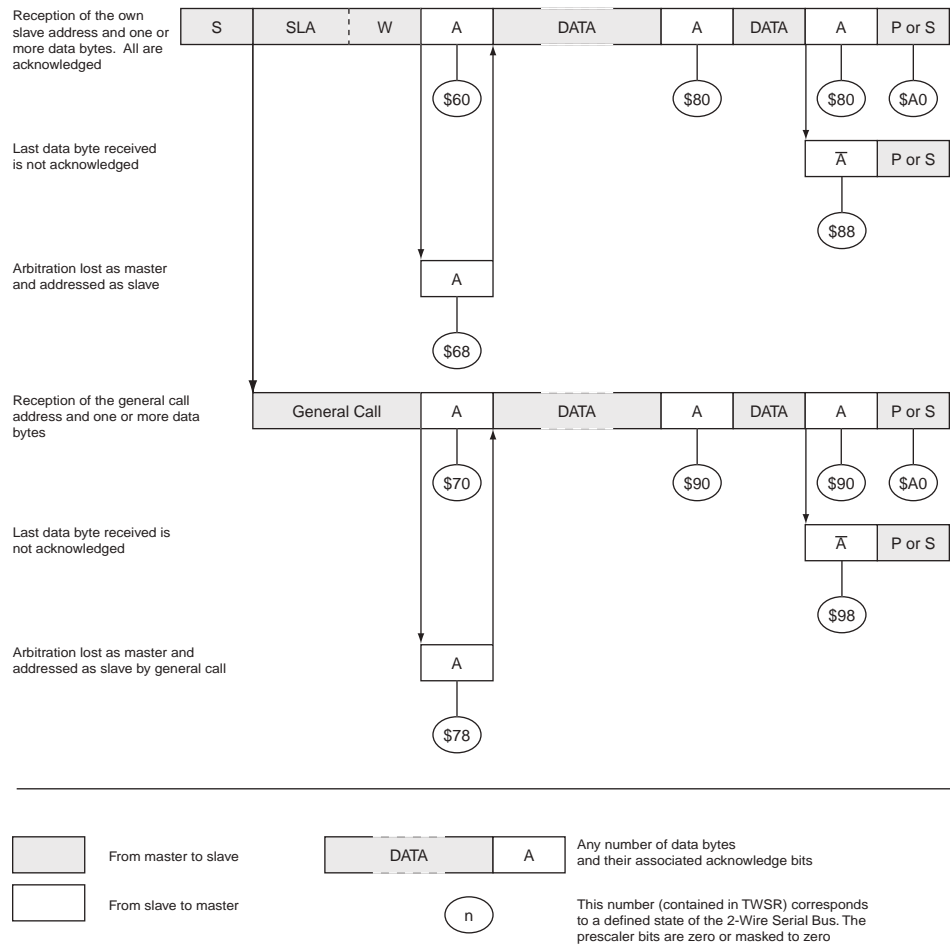 Reception of the own
slave address and one or
more data bytes. All are
acknowledged
S SLA W A DATA A DATA A P or S
$60 $80 $80 $A0
Last data byte received
is not acknowledged
A̅ P or S
$88
Arbitration lost as master
and addressed as slave
A
$68
Reception of the general call
address and one or more data
bytes
General Call A DATA A DATA A P or S
$70 $90 $90 $A0
Last data byte received is
not acknowledged
A̅ P or S
$98
Arbitration lost as master and
addressed as slave by general call
A
$78
From master to slave
DATA A
Any number of data bytes
and their associated acknowledge bits
From slave to master
n
This number (contained in TWSR) corresponds
to a defined state of the 2-Wire Serial Bus. The
prescaler bits are zero or masked to zero